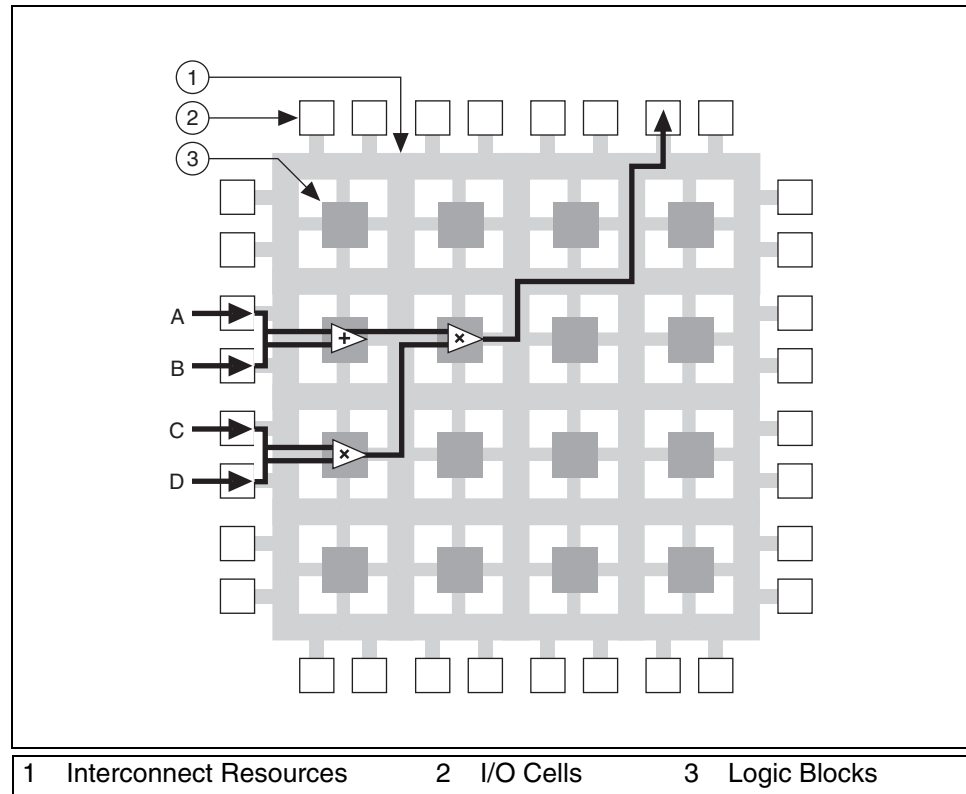 1
2
3
A
B
C
D
+
×
×
1 Interconnect Resources 2 I/O Cells 3 Logic Blocks